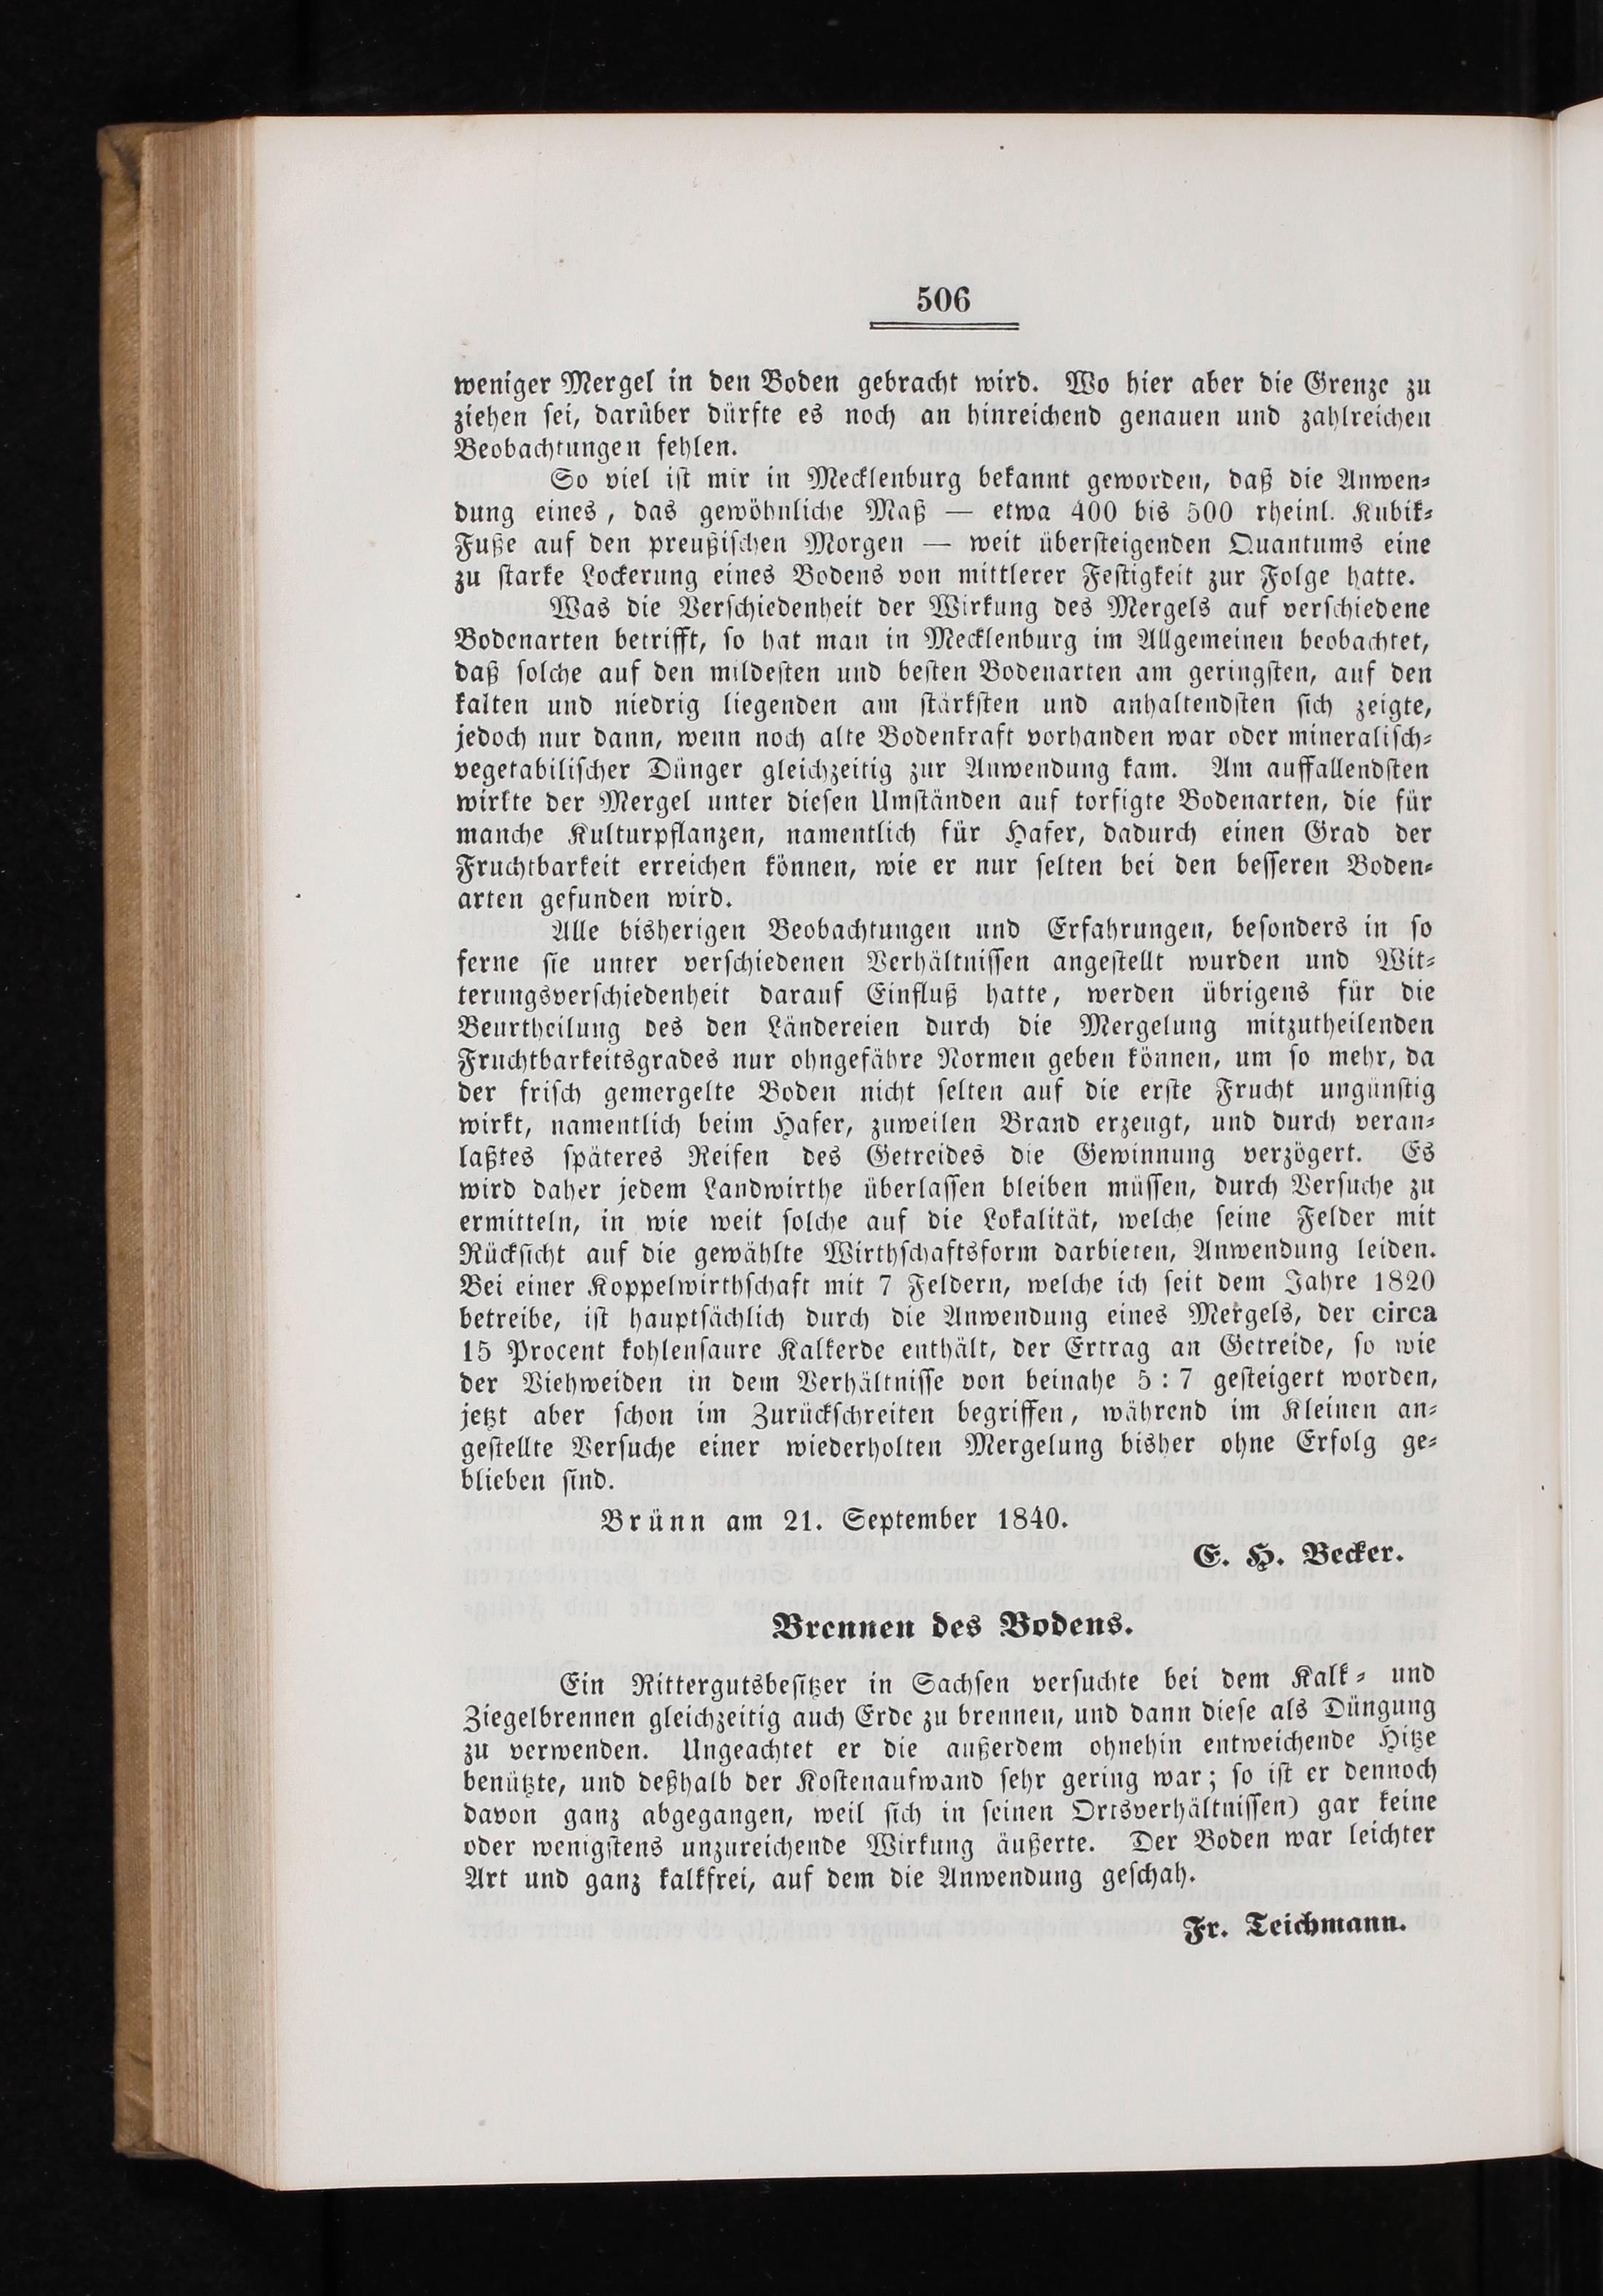 506
weniger Mergel in den Boden gebracht wird. Wo hier aber die Grenze zu
ziehen sei, darüber dürfte es noch an hinreichend genauen und zahlreichen
Beobachtungen fehlen.
So viel ist mir in Mecklenburg bekannt geworden, daß die Anwen-
dung eines, das gewöhnliche Maß — etwa 400 bis 500 rheinl. Kubik-
Fuße auf den preußischen Morgen — weit übersteigenden Quantums eine
zu starke Lockerung eines Bodens von mittlerer Festigkeit zur Folge hatte.
Was die Verschiedenheit der Wirkung des Mergels auf verschiedene
Bodenarten betrifft, so hat man in Mecklenburg im Allgemeinen beobachtet,
daß solche auf den mildesten und besten Bodenarten am geringsten, auf den
kalten und niedrig liegenden am stärksten und anhaltendsten sich zeigte,
jedoch nur dann, wenn noch alte Bodenkraft vorhanden war oder mineralisch-
vegetabilischer Dünger gleichzeitig zur Anwendung kam. Am auffallendsten
wirkte der Mergel unter diesen Umständen auf torfigte Bodenarten, die für
manche Kulturpflanzen, namentlich für Hafer, dadurch einen Grad der
Fruchtbarkeit erreichen können, wie er nur selten bei den besseren Boden-
arten gefunden wird.
Alle bisherigen Beobachtungen und Erfahrungen, besonders in so
ferne sie unter verschiedenen Verhältnissen angestellt wurden und Wit-
terungsverschiedenheit darauf Einfluß hatte, werden übrigens für die
Beurtheilung des den Ländereien durch die Mergelung mitzutheilenden
Fruchtbarkeitsgrades nur ohngefähre Normen geben können, um so mehr, da
der frisch gemergelte Boden nicht selten auf die erste Frucht ungünstig
wirkt, namentlich beim Hafer, zuweilen Brand erzeugt, und durch veran-
laßtes späteres Reifen des Getreides die Gewinnung verzögert. Es
wird daher jedem Landwirthe überlassen bleiben müssen, durch Versuche zu
ermitteln, in wie weit solche auf die Lokalität, welche seine Felder mit
Rücksicht auf die gewählte Wirthschaftsform darbieten, Anwendung leiden.
Bei einer Koppelwirthschaft mit 7 Feldern, welche ich seit dem Jahre 1820
betreibe, ist hauptsächlich durch die Anwendung eines Mergels, der circa
15 Procent kohlensaure Kalkerde enthält, der Ertrag an Getreide, so wie
der Viehweiden in dem Verhältnisse von beinahe 5 : 7 gesteigert worden,
jetzt aber schon im Zurückschreiten begriffen, während im Kleinen an-
gestellte Versuche einer wiederholten Mergelung bisher ohne Erfolg ge-
blieben sind.
Brünn am 21. September 1840.
E. H. Becker.
Brennen des Bodens.
Ein Rittergutsbesitzer in Sachsen versuchte bei dem Kalk- und
Ziegelbrennen gleichzeitig auch Erde zu brennen, und dann diese als Düngung
zu verwenden. Ungeachtet er die außerdem ohnehin entweichende Hitze
benützte, und deßhalb der Kostenaufwand sehr gering war; so ist er dennoch
davon ganz abgegangen, weil sich in seinen Ortsverhältnissen) gar keine
oder wenigstens unzureichende Wirkung äußerte. Der Boden war leichter
Art und ganz kalkfrei, auf dem die Anwendung geschah.
Fr. Teichmann.